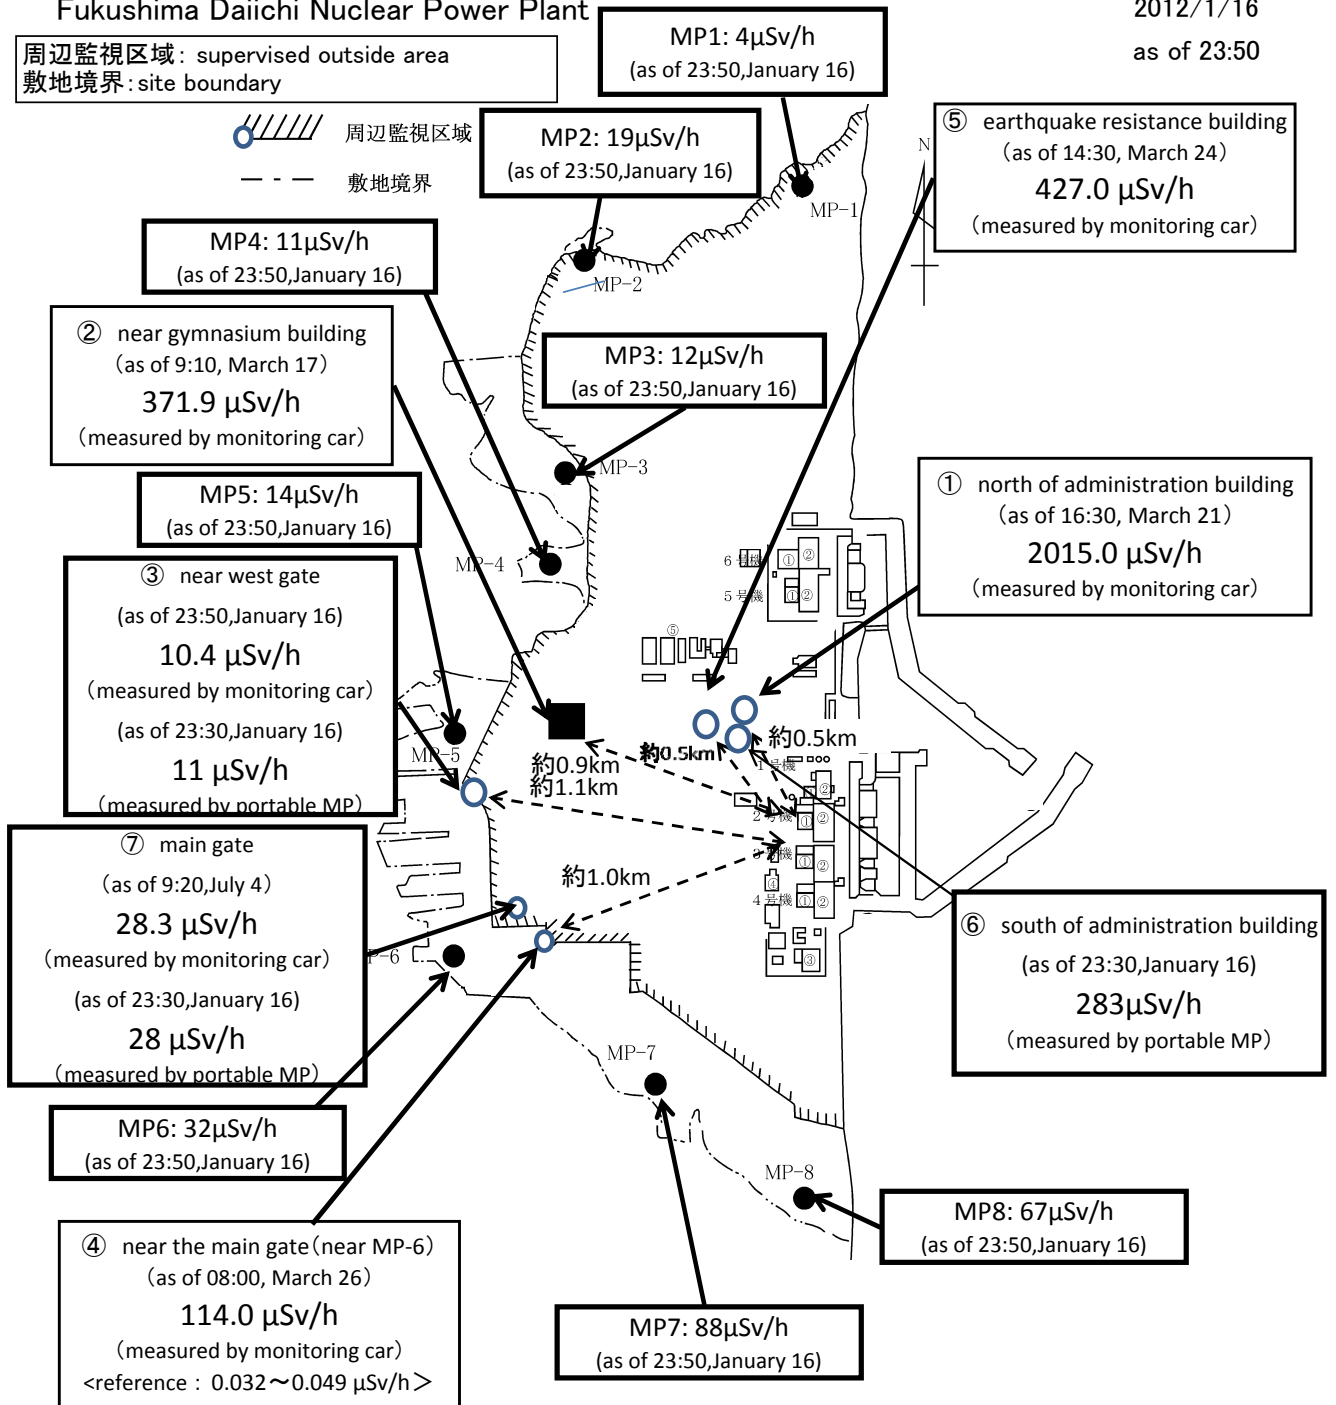 Fukushima Daiichi Nuclear Power Plant
2012/1/16
as of 23:50
周辺監視区域: supervised outside area
敷地境界:site boundary
周辺監視区域
敷地境界
MP1: 4μSv/h
(as of 23:50,January 16)
MP2: 19μSv/h
(as of 23:50,January 16)
⑤ earthquake resistance building
(as of 14:30, March 24)
427.0 μSv/h
(measured by monitoring car)
N
MP-1
MP4: 11μSv/h
(as of 23:50,January 16)
MP-2
② near gymnasium building
(as of 9:10, March 17)
371.9 μSv/h
(measured by monitoring car)
MP3: 12μSv/h
(as of 23:50,January 16)
MP-3
MP5: 14μSv/h
(as of 23:50,January 16)
① north of administration building
(as of 16:30, March 21)
2015.0 μSv/h
(measured by monitoring car)
MP-4
6号機
① ②
5号機
① ②
③ near west gate
(as of 23:50,January 16)
10.4 μSv/h
(measured by monitoring car)
(as of 23:30,January 16)
11 μSv/h
(measured by portable MP)
⑤
MP-5
約0.9km
約1.1km
約0.5km
約0.5km
1号機
②
2号機
① ②
3号機
① ②
④
4号機
① ②
③
約1.0km
⑦ main gate
(as of 9:20,July 4)
28.3 μSv/h
(measured by monitoring car)
(as of 23:30,January 16)
28 μSv/h
(measured by portable MP)
P-6
⑥ south of administration building
(as of 23:30,January 16)
283μSv/h
(measured by portable MP)
MP-7
MP6: 32μSv/h
(as of 23:50,January 16)
MP-8
MP8: 67μSv/h
(as of 23:50,January 16)
④ near the main gate(near MP-6)
(as of 08:00, March 26)
114.0 μSv/h
(measured by monitoring car)
<reference : 0.032～0.049 μSv/h>
MP7: 88μSv/h
(as of 23:50,January 16)